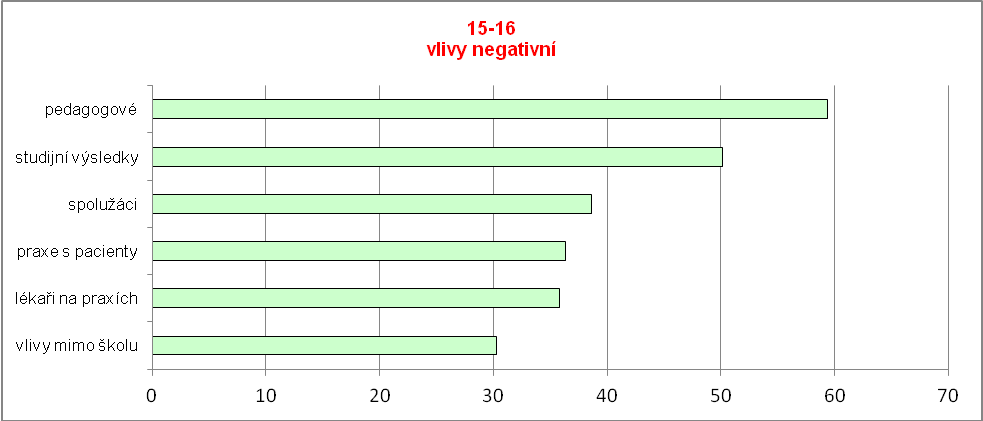 15-16
vlivy negativní
pedagogové
studijní výsledky
spolužáci
praxe s pacienty
lékaři na praxích
vlivy mimo školu
0 10 20 30 40 50 60 70